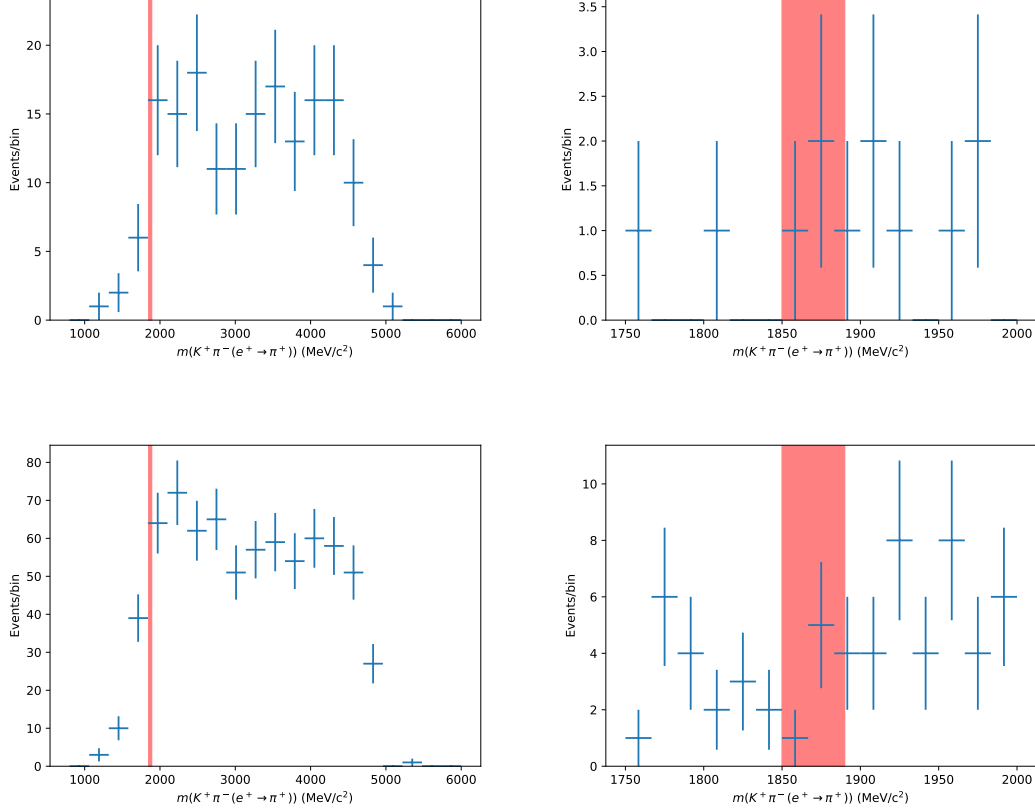 20
15
10
5
0
Events/bin
1000 2000 3000 4000 5000 6000
m(K⁺π⁻(e⁺→π⁺)) (MeV/c²)
3.5
3.0
2.5
2.0
1.5
1.0
0.5
0.0
Events/bin
1750 1800 1850 1900 1950 2000
m(K⁺π⁻(e⁺→π⁺)) (MeV/c²)
80
70
60
50
40
30
20
10
0
Events/bin
1000 2000 3000 4000 5000 6000
m(K⁺π⁻(e⁺→π⁺)) (MeV/c²)
10
8
6
4
2
0
Events/bin
1750 1800 1850 1900 1950 2000
m(K⁺π⁻(e⁺→π⁺)) (MeV/c²)